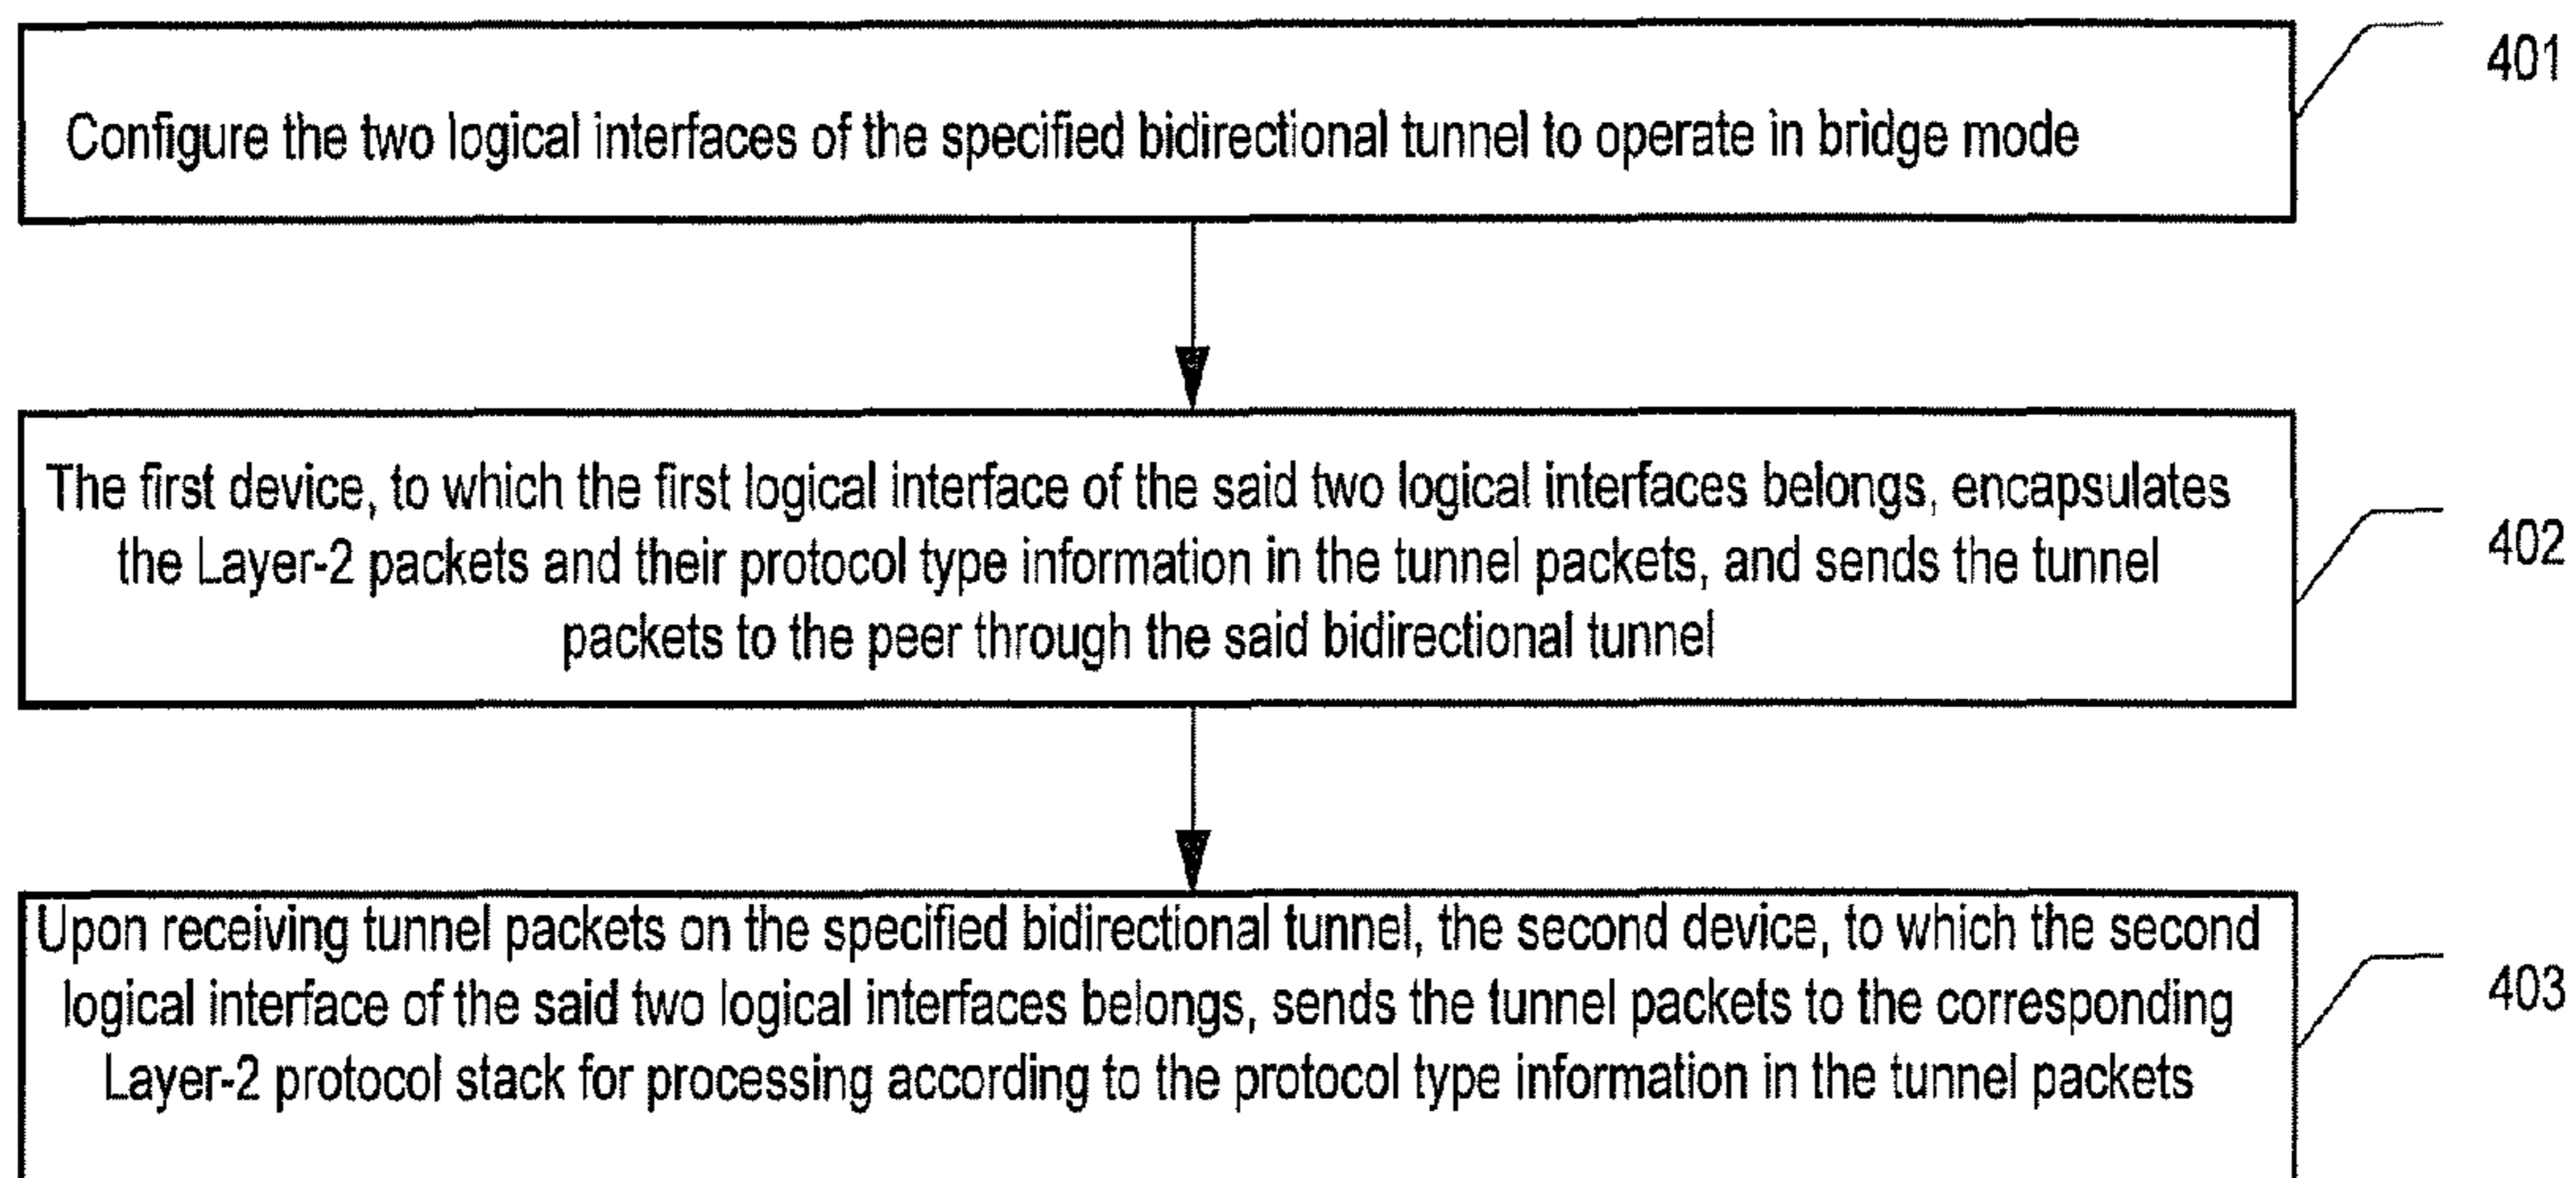 Configure the two logical interfaces of the specified bidirectional tunnel to operate in bridge mode
401
The first device, to which the first logical interface of the said two logical interfaces belongs, encapsulates
the Layer-2 packets and their protocol type information in the tunnel packets, and sends the tunnel
packets to the peer through the said bidirectional tunnel
402
Upon receiving tunnel packets on the specified bidirectional tunnel, the second device, to which the second
logical interface of the said two logical interfaces belongs, sends the tunnel packets to the corresponding
Layer-2 protocol stack for processing according to the protocol type information in the tunnel packets
403